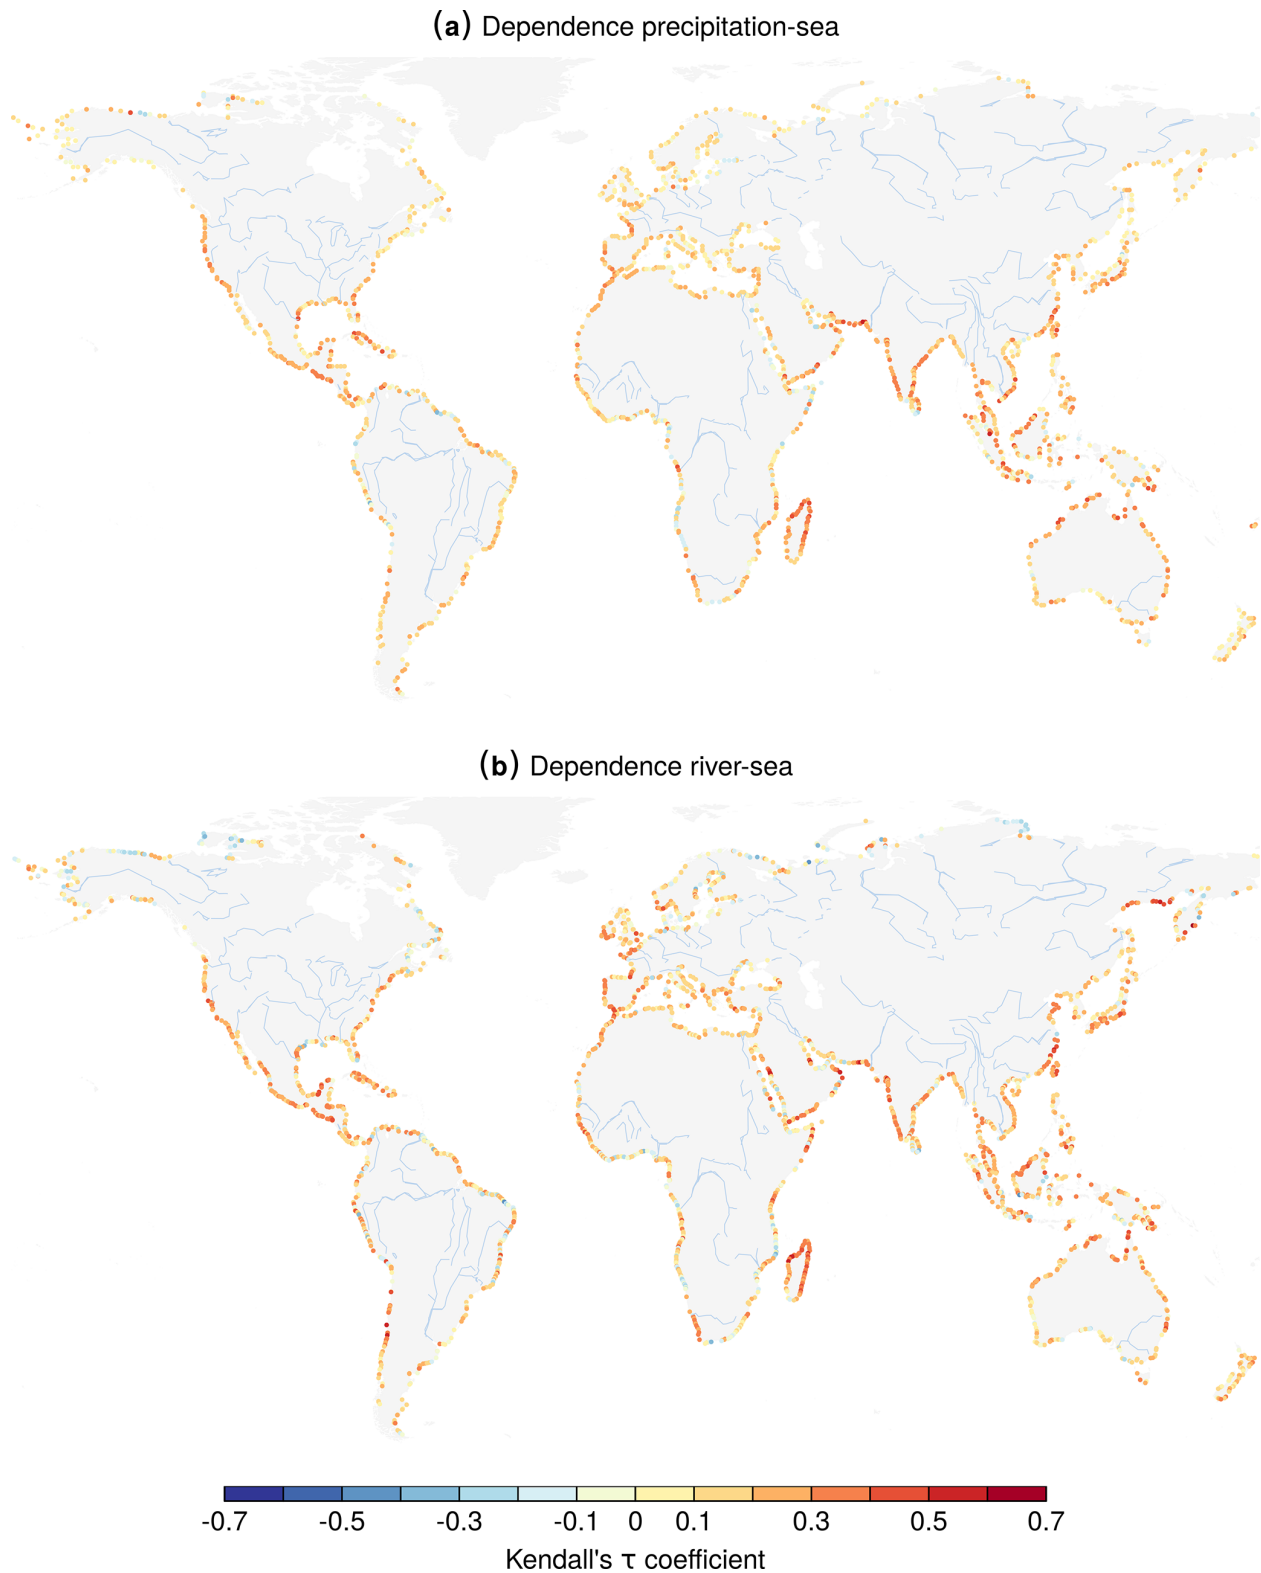 (a) Dependence precipitation-sea
(b) Dependence river-sea
-0.7 -0.5 -0.3 -0.1 0 0.1 0.3 0.5 0.7
Kendall's τ coefficient